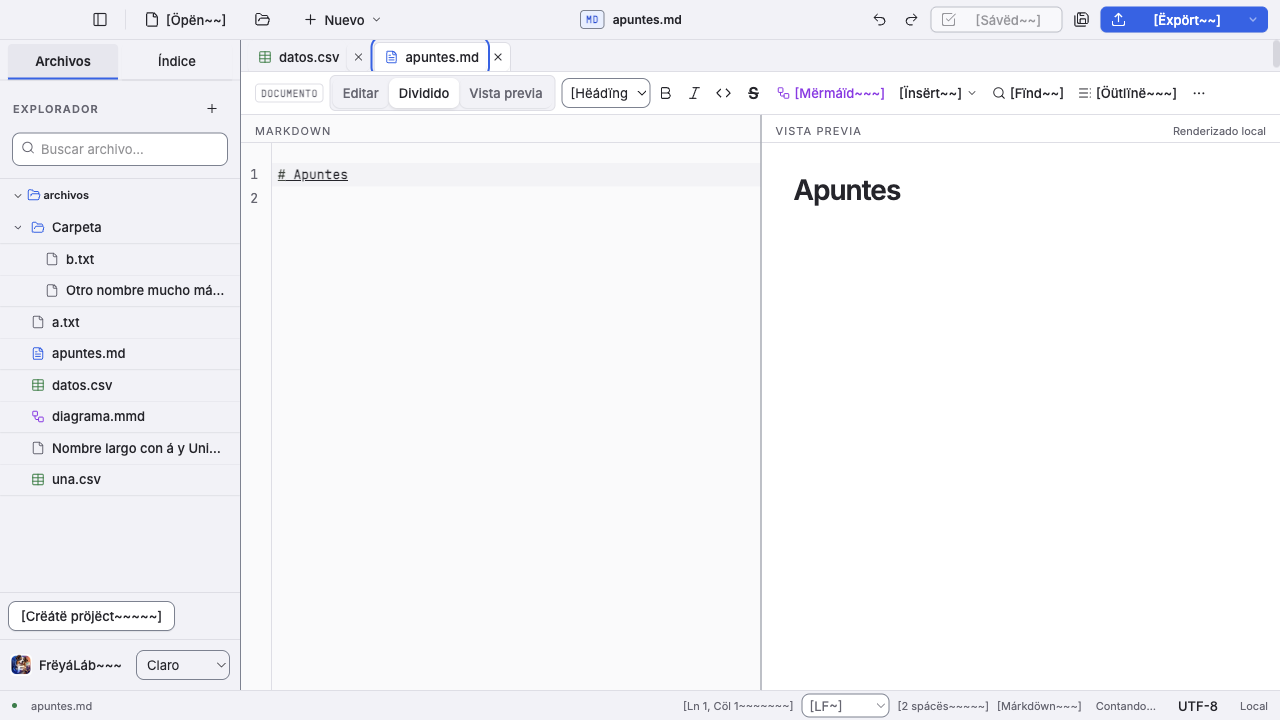 [Öpën~~]
Nuevo
MD apuntes.md
[Sávëd~~]
[Ëxpört~~]
Archivos
Índice
datos.csv
apuntes.md
EXPLORADOR
DOCUMENTO
Editar
Dividido
Vista previa
[Hëádïng
B
I
S
[Mërmáïd~~~]
[Ïnsërt~~]
[Fïnd~~]
[Öütlïnë~~~]
Buscar archivo...
MARKDOWN
VISTA PREVIA
Renderizado local
archivos
Carpeta
b.txt
Otro nombre mucho má...
a.txt
apuntes.md
datos.csv
diagrama.mmd
Nombre largo con á y Uni...
una.csv
1 # Apuntes
2
Apuntes
[Crëátë pröjëct~~~~~]
FrëyáLáb~~~
Claro
apuntes.md
[Ln 1, Cöl 1~~~~~~~]
[LF~]
[2 spácës~~~~~]
[Márkdöwn~~~]
Contando...
UTF-8
Local